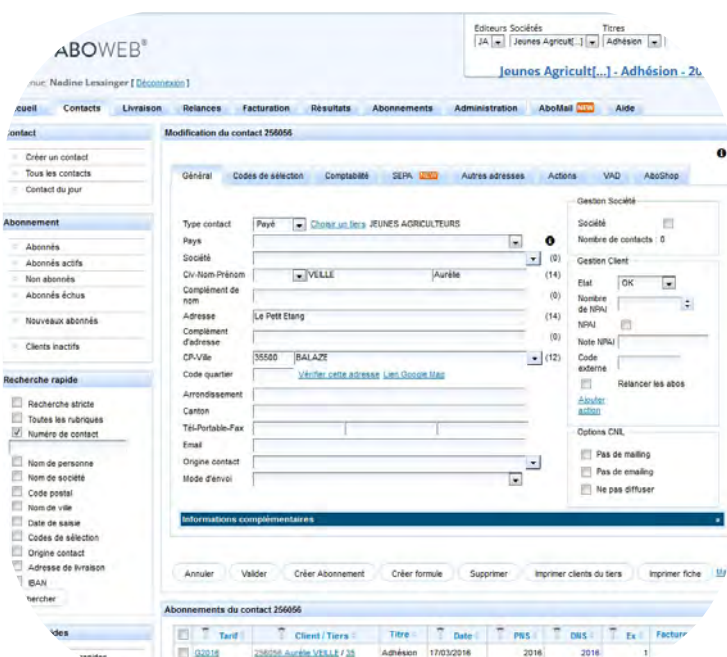 ABOWEB®
Editeurs Sociétés Titres
JA Jeunes Agricult[...] Adhésion
Nadine Lessinger [ Déconnexion ]
Jeunes Agricult[...] - Adhésion -
Contacts Livraison Relances Facturation Résultats Abonnements Administration AboMail NEW Aide
Contact
Créer un contact
Tous les contacts
Contact du jour
Abonnement
Abonnés
Abonnés actifs
Non abonnés
Abonnés échus
Nouveaux abonnés
Clients inactifs
Recherche rapide
Recherche stricte
Toutes les rubriques
Numéro de contact
Nom de personne
Nom de société
Code postal
Nom de ville
Date de saisie
Codes de sélection
Origine contact
Adresse de livraison
IBAN
Modification du contact 256056
Général Codes de sélection Comptabilité SEPA NEW Autres adresses Actions VAD AboShop
Type contact Payé Choisir un tiers JEUNES AGRICULTEURS
Pays
Société (0)
Civ-Nom-Prénom VEILLE Aurélie (14)
Complément de nom (0)
Adresse Le Petit Etang (14)
Complément d'adresse (0)
CP-Ville 35500 BALAZE (12)
Code quartier Vérifier cette adresse Lien Google Map
Arrondissement
Canton
Tél-Portable-Fax
Email
Origine contact
Mode d'envoi
Gestion Société
Société
Nombre de contacts : 0
Gestion Client
Etat OK
Nombre de NPAI
NPAI
Note NPAI
Code externe
Relancer les abos
Ajouter action
Options CNIL
Pas de mailing
Pas de emailing
Ne pas diffuser
Informations complémentaires
Annuler Valider Créer Abonnement Créer formule Supprimer Imprimer clients du tiers Imprimer fiche
Abonnements du contact 256056
Tarif Client / Tiers Titre Date PNS DNS Ex Facture
G2016 256056 Aurélie VEILLE / 35 Adhésion 17/03/2016 2016 2016 1